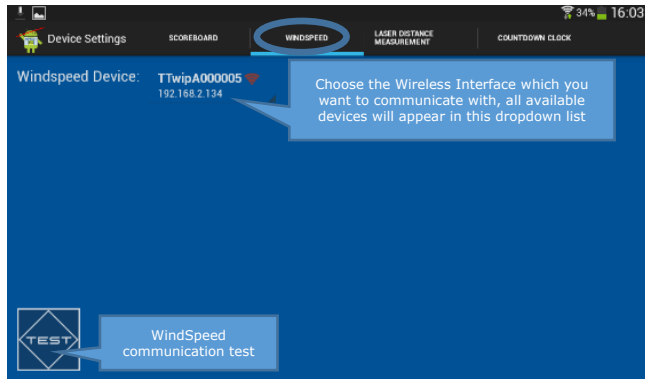 34% 16:03
Device Settings SCOREBOARD WINDSPEED LASER DISTANCE
MEASUREMENT COUNTDOWN CLOCK
Windspeed Device: TTwipA000005
192.168.2.134
Choose the Wireless Interface which you
want to communicate with, all available
devices will appear in this dropdown list
TEST
WindSpeed
communication test